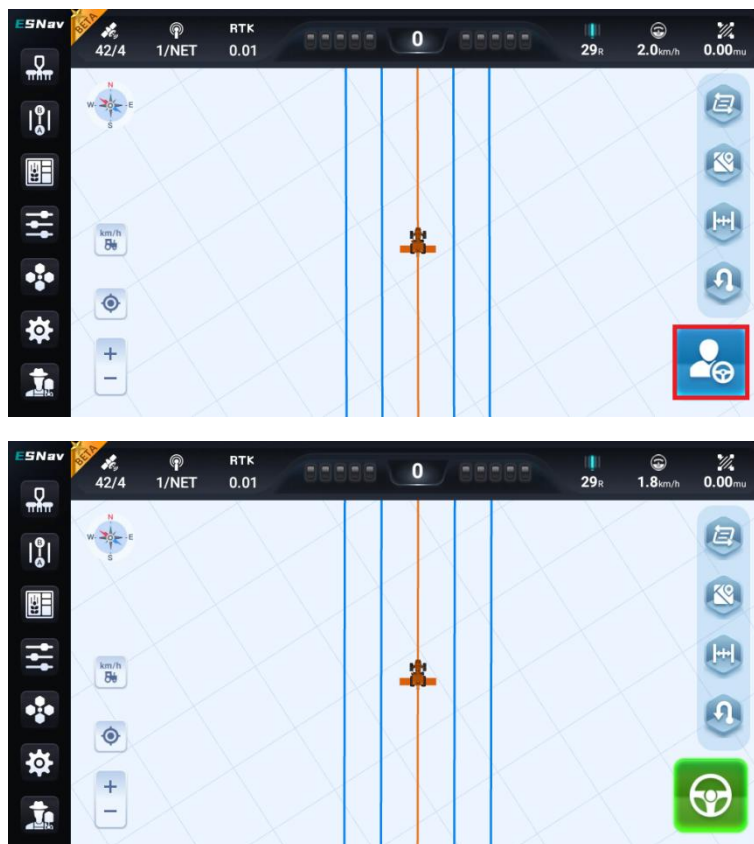 ESNav
BETA
42/4
1/NET
RTK
0.01
0
29R
2.0km/h
0.00mu
B
A
N
W
E
S
km/h
+
−
ESNav
BETA
42/4
1/NET
RTK
0.01
0
29R
1.8km/h
0.00mu
B
A
N
W
E
S
km/h
+
−